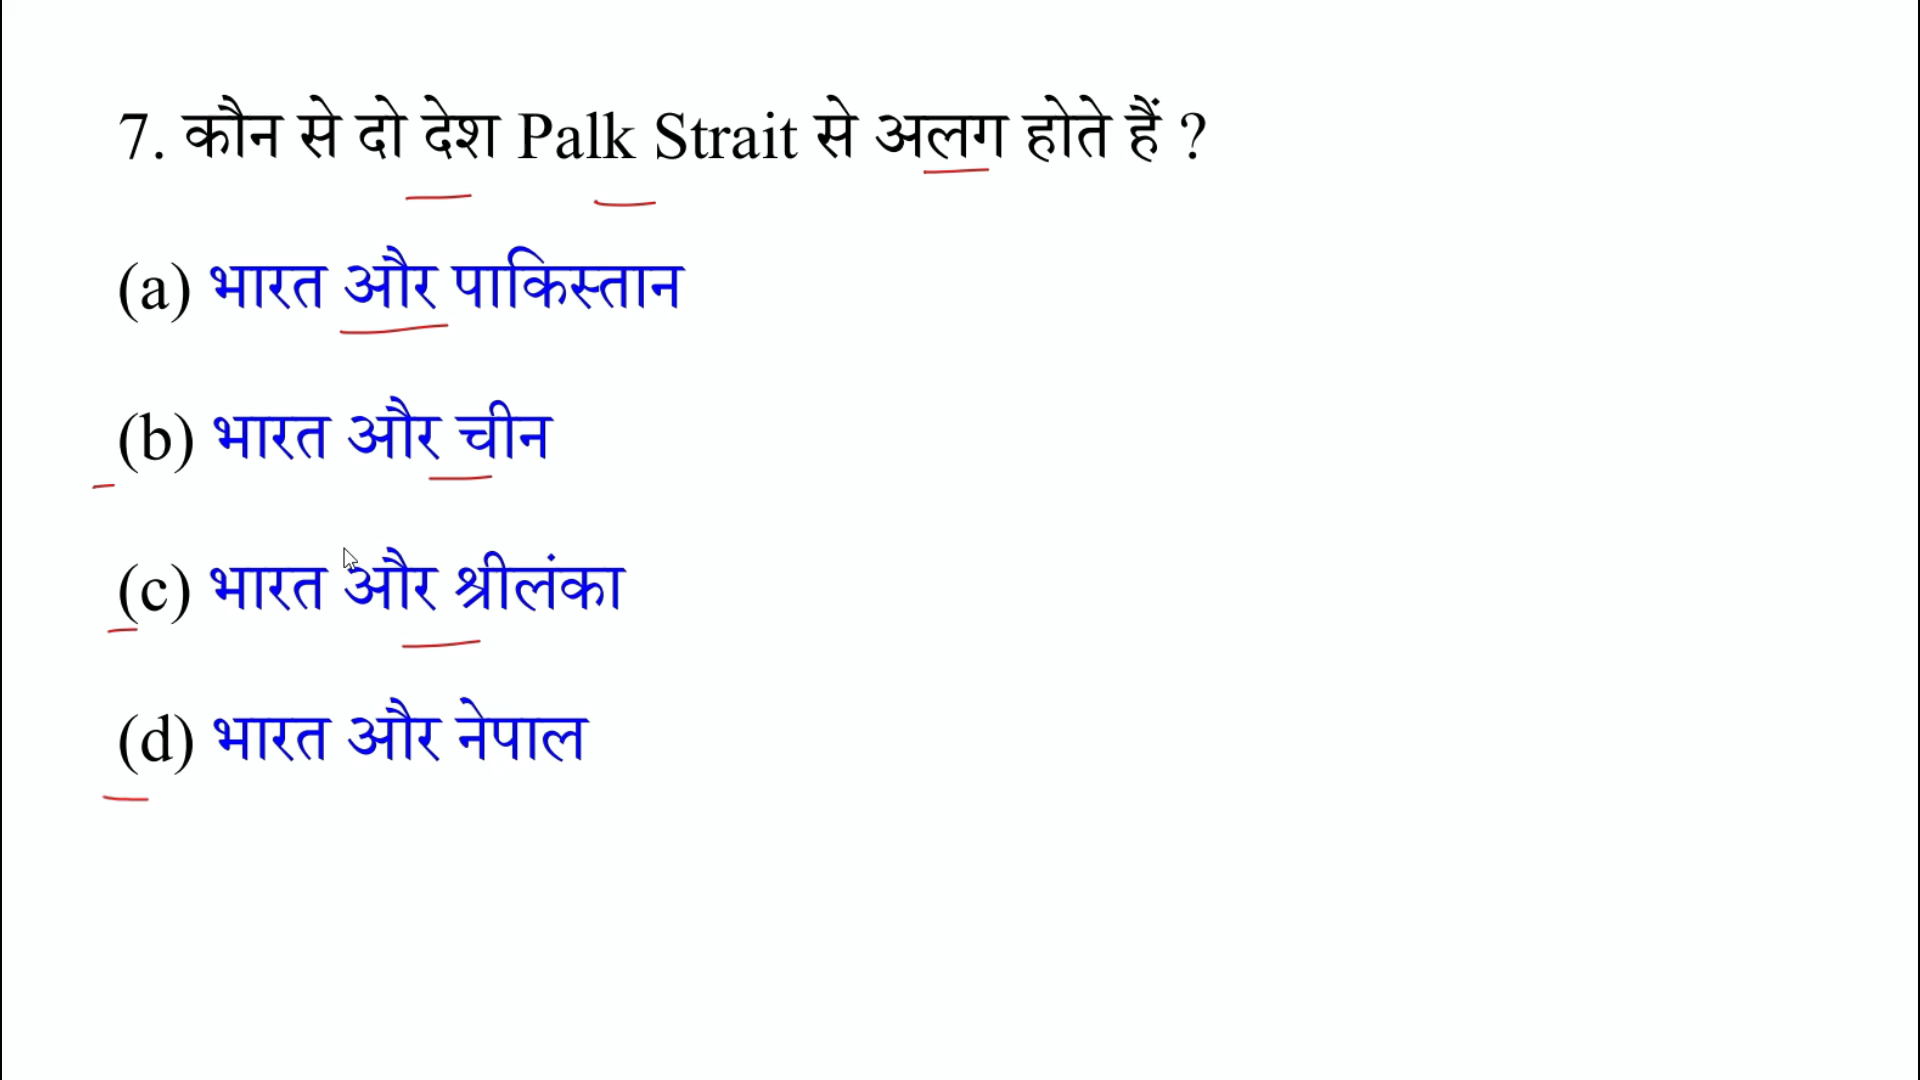 7. कौन से दो देश Palk Strait से अलग होते हैं ?
(a) भारत और पाकिस्तान
(b) भारत और चीन
(c) भारत और श्रीलंका
(d) भारत और नेपाल